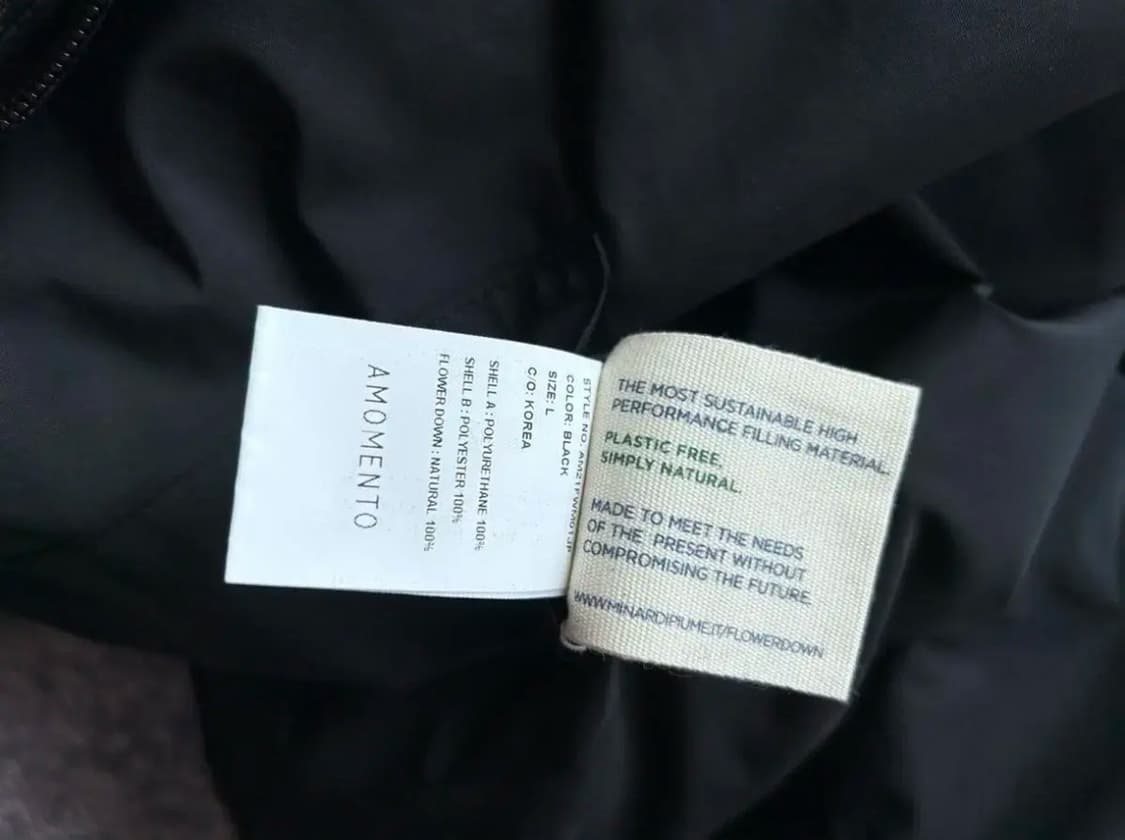 STYLE NO.
COLOR: BLACK
SIZE: L
C/O: KOREA
SHELL A : POLYURETHANE 100%
SHELL B : POLYESTER 100%
FLOWER DOWN : NATURAL 100%
AMOMENTO
THE MOST SUSTAINABLE HIGH
PERFORMANCE FILLING MATERIAL.
PLASTIC FREE,
SIMPLY NATURAL.
MADE TO MEET THE NEEDS
OF THE PRESENT WITHOUT
COMPROMISING THE FUTURE.
WWW.MINARDIPIUME.IT/FLOWERDOWN